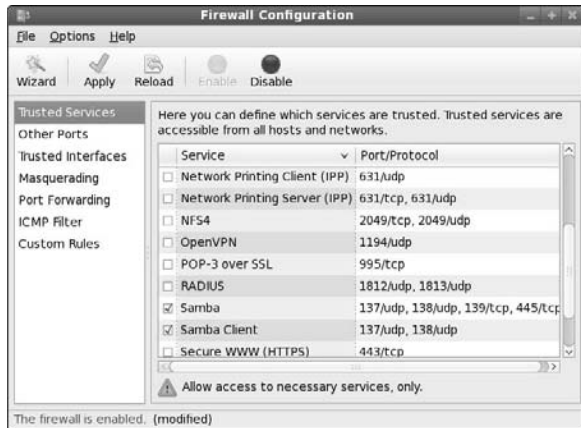 Firewall Configuration
File Options Help
Wizard Apply Reload Enable Disable
Trusted Services
Other Ports
Trusted Interfaces
Masquerading
Port Forwarding
ICMP Filter
Custom Rules
Here you can define which services are trusted. Trusted services are
accessible from all hosts and networks.
Service Port/Protocol
Network Printing Client (IPP) 631/udp
Network Printing Server (IPP) 631/tcp, 631/udp
NFS4 2049/tcp, 2049/udp
OpenVPN 1194/udp
POP-3 over SSL 995/tcp
RADIUS 1812/udp, 1813/udp
Samba 137/udp, 138/udp, 139/tcp, 445/tcp
Samba Client 137/udp, 138/udp
Secure WWW (HTTPS) 443/tcp
Allow access to necessary services, only.
The firewall is enabled. (modified)